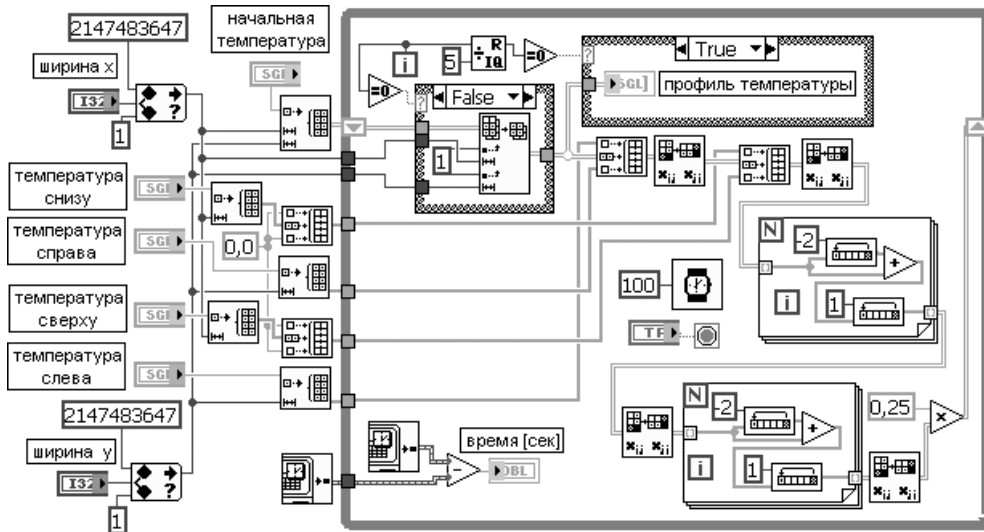 2147483647
ширина x
I32
1
начальная
температура
SGL
i
5
R
IQ
=0
=0
?
False
1
?
True
SGL]
профиль температуры
температура
снизу
SGL
температура
справа
SGL
0,0
температура
сверху
SGL
температура
слева
SGL
2147483647
ширина y
I32
1
время [сек]
DBL
100
TF
N
-2
+
i
1
N
-2
+
i
1
0,25
x